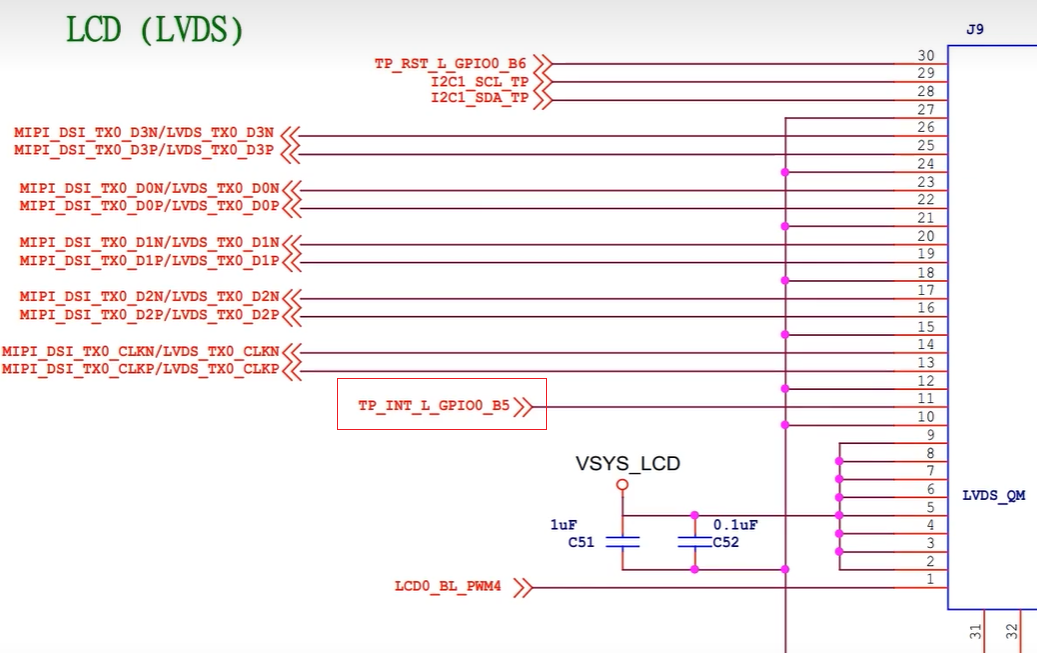 LCD (LVDS)
J9
TP_RST_L_GPIO0_B6
30
I2C1_SCL_TP
29
I2C1_SDA_TP
28
27
MIPI_DSI_TX0_D3N/LVDS_TX0_D3N
26
MIPI_DSI_TX0_D3P/LVDS_TX0_D3P
25
24
MIPI_DSI_TX0_D0N/LVDS_TX0_D0N
23
MIPI_DSI_TX0_D0P/LVDS_TX0_D0P
22
21
MIPI_DSI_TX0_D1N/LVDS_TX0_D1N
20
MIPI_DSI_TX0_D1P/LVDS_TX0_D1P
19
18
MIPI_DSI_TX0_D2N/LVDS_TX0_D2N
17
MIPI_DSI_TX0_D2P/LVDS_TX0_D2P
16
15
MIPI_DSI_TX0_CLKN/LVDS_TX0_CLKN
14
MIPI_DSI_TX0_CLKP/LVDS_TX0_CLKP
13
12
TP_INT_L_GPIO0_B5
11
10
9
8
VSYS_LCD
7
6
LVDS_QM
5
1uF
0.1uF
4
C51
C52
3
2
LCD0_BL_PWM4
1
31
32